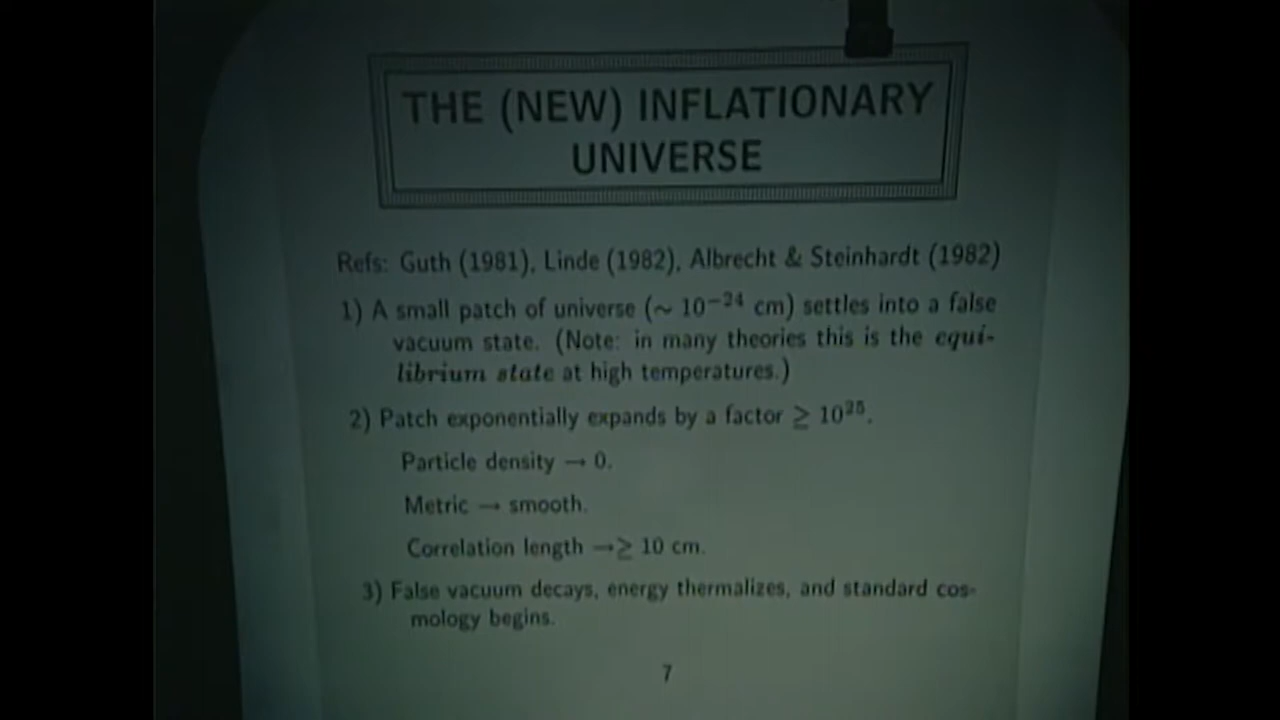 THE (NEW) INFLATIONARY
UNIVERSE
Refs: Guth (1981), Linde (1982), Albrecht & Steinhardt (1982)
1) A small patch of universe (∼ 10⁻²⁴ cm) settles into a false
vacuum state. (Note: in many theories this is the equi-
librium state at high temperatures.)
2) Patch exponentially expands by a factor ≥ 10²⁵.
Particle density → 0.
Metric → smooth.
Correlation length →≥ 10 cm.
3) False vacuum decays, energy thermalizes, and standard cos-
mology begins.
7